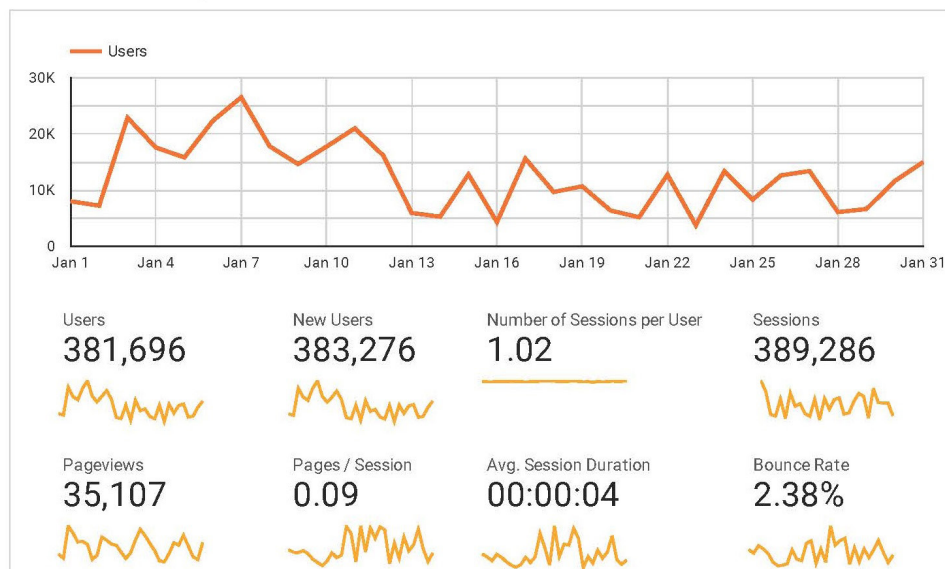 Users
30K
20K
10K
0
Jan 1 Jan 4 Jan 7 Jan 10 Jan 13 Jan 16 Jan 19 Jan 22 Jan 25 Jan 28 Jan 31
Users New Users Number of Sessions per User Sessions
381,696 383,276 1.02 389,286
Pageviews Pages / Session Avg. Session Duration Bounce Rate
35,107 0.09 00:00:04 2.38%